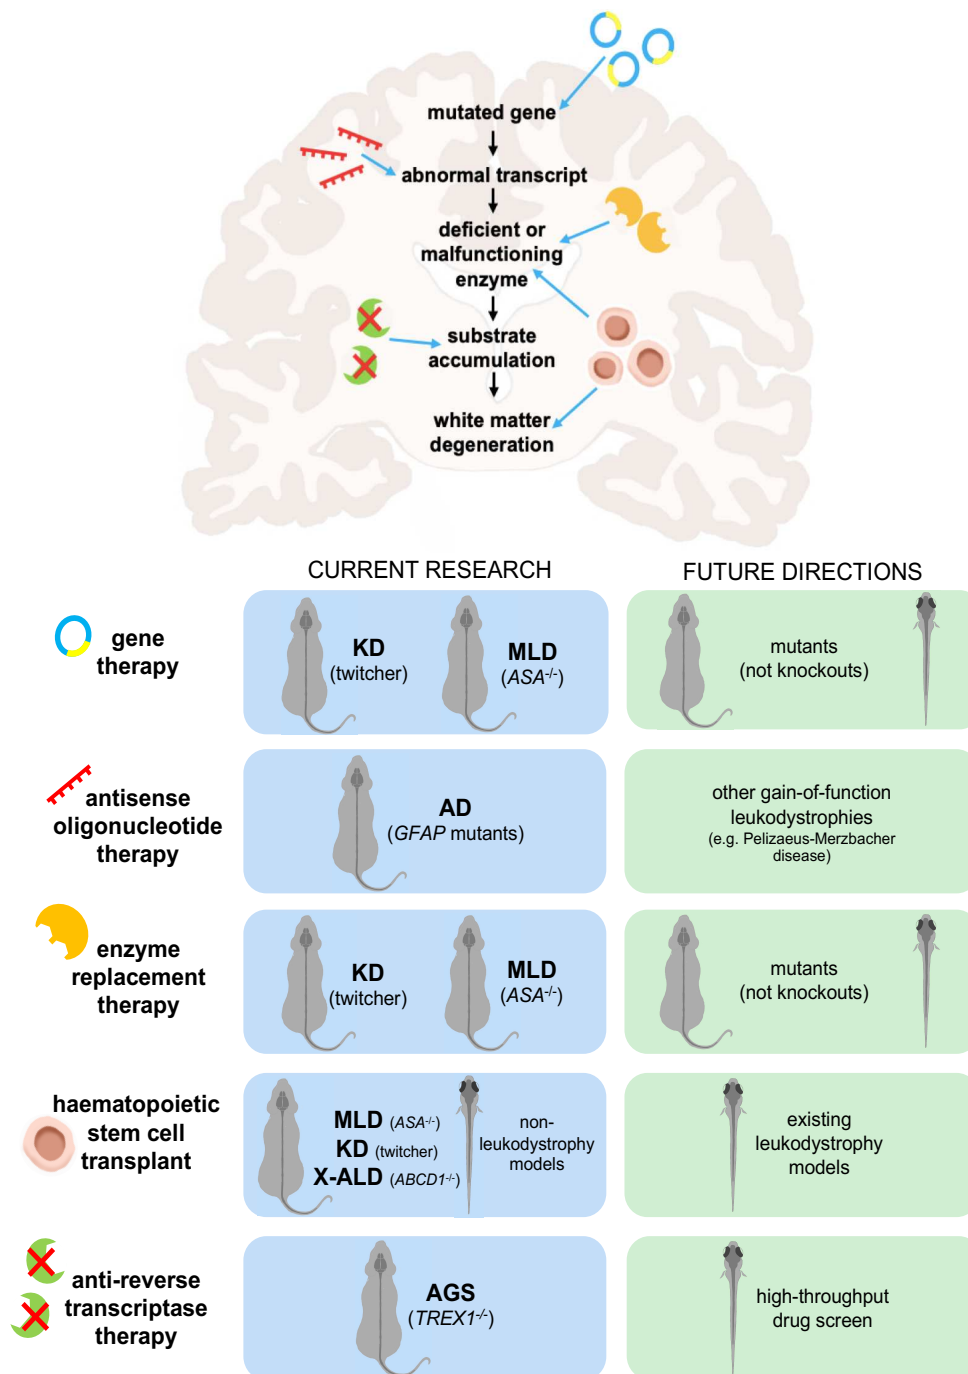 mutated gene
abnormal transcript
deficient or
malfunctioning
enzyme
substrate
accumulation
white matter
degeneration
CURRENT RESEARCH
FUTURE DIRECTIONS
gene
therapy
KD
(twitcher)
MLD
(ASA-/-)
mutants
(not knockouts)
antisense
oligonucleotide
therapy
AD
(GFAP mutants)
other gain-of-function
leukodystrophies
(e.g. Pelizaeus-Merzbacher
disease)
enzyme
replacement
therapy
KD
(twitcher)
MLD
(ASA-/-)
mutants
(not knockouts)
haematopoietic
stem cell
transplant
MLD (ASA-/-)
KD (twitcher)
X-ALD (ABCD1-/-)
non-
leukodystrophy
models
existing
leukodystrophy
models
anti-reverse
transcriptase
therapy
AGS
(TREX1-/-)
high-throughput
drug screen